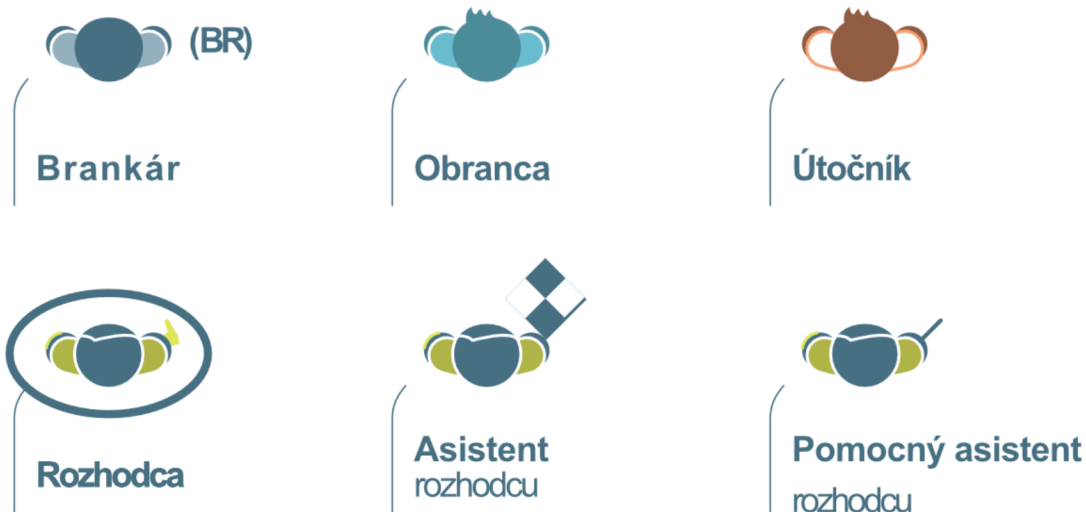 (BR)
Brankár
Obranca
Útočník
Rozhodca
Asistent
rozhodcu
Pomocný asistent
rozhodcu